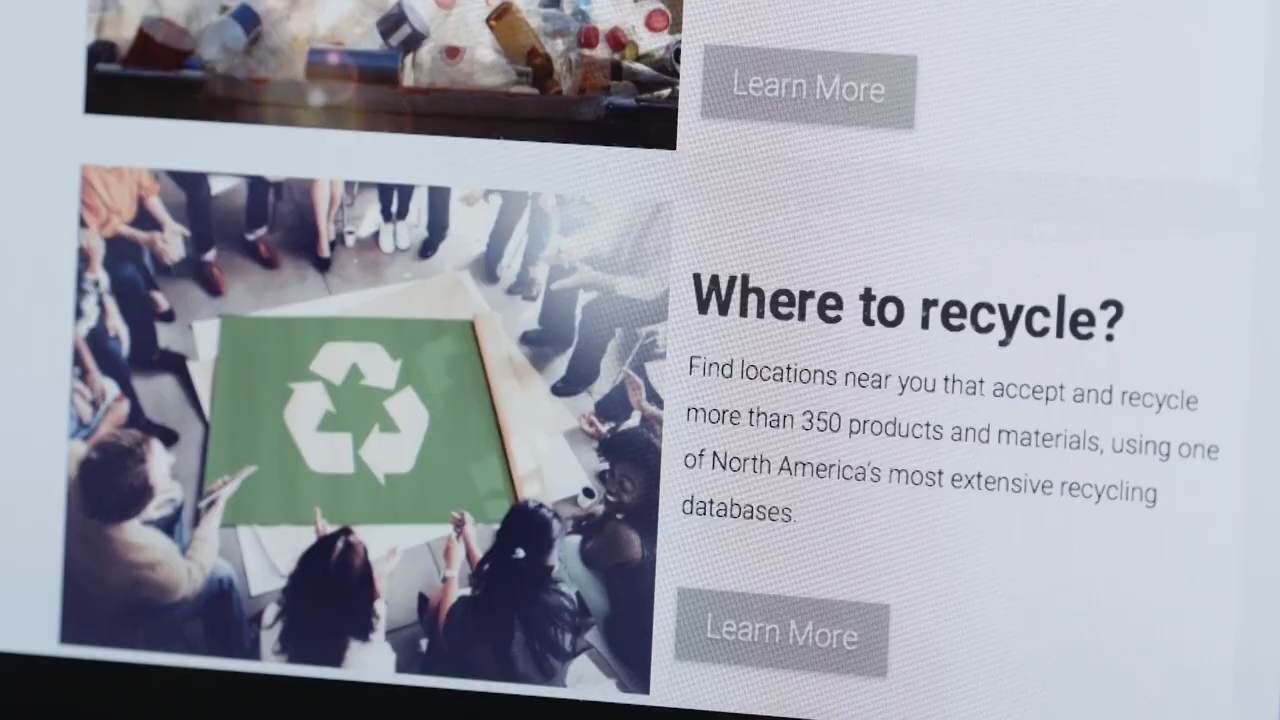 Learn More
Where to recycle?
Find locations near you that accept and recycle
more than 350 products and materials, using one
of North America's most extensive recycling
databases.
Learn More